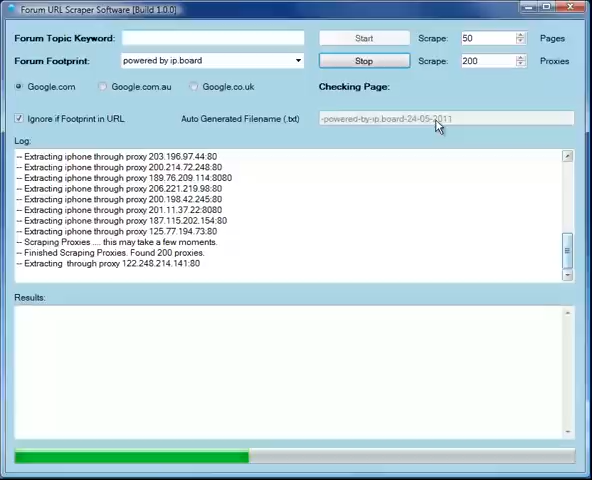 Forum URL Scraper Software [Build 1.0.0]
Forum Topic Keyword: Start Scrape: 50 Pages
Forum Footprint: powered by ip.board Stop Scrape: 200 Proxies
Google.com Google.com.au Google.co.uk Checking Page:
Ignore if Footprint in URL Auto Generated Filename (.txt) -powered-by-ip.board-24-05-2011
Log:
-- Extracting iphone through proxy 203.196.97.44:80
-- Extracting iphone through proxy 200.214.72.248:80
-- Extracting iphone through proxy 189.76.209.114:8080
-- Extracting iphone through proxy 206.221.219.98:80
-- Extracting iphone through proxy 200.198.42.245:80
-- Extracting iphone through proxy 201.11.37.22:8080
-- Extracting iphone through proxy 187.115.202.154:80
-- Extracting iphone through proxy 125.77.194.73:80
-- Scraping Proxies .... this may take a few moments.
-- Finished Scraping Proxies. Found 200 proxies.
-- Extracting  through proxy 122.248.214.141:80
Results: